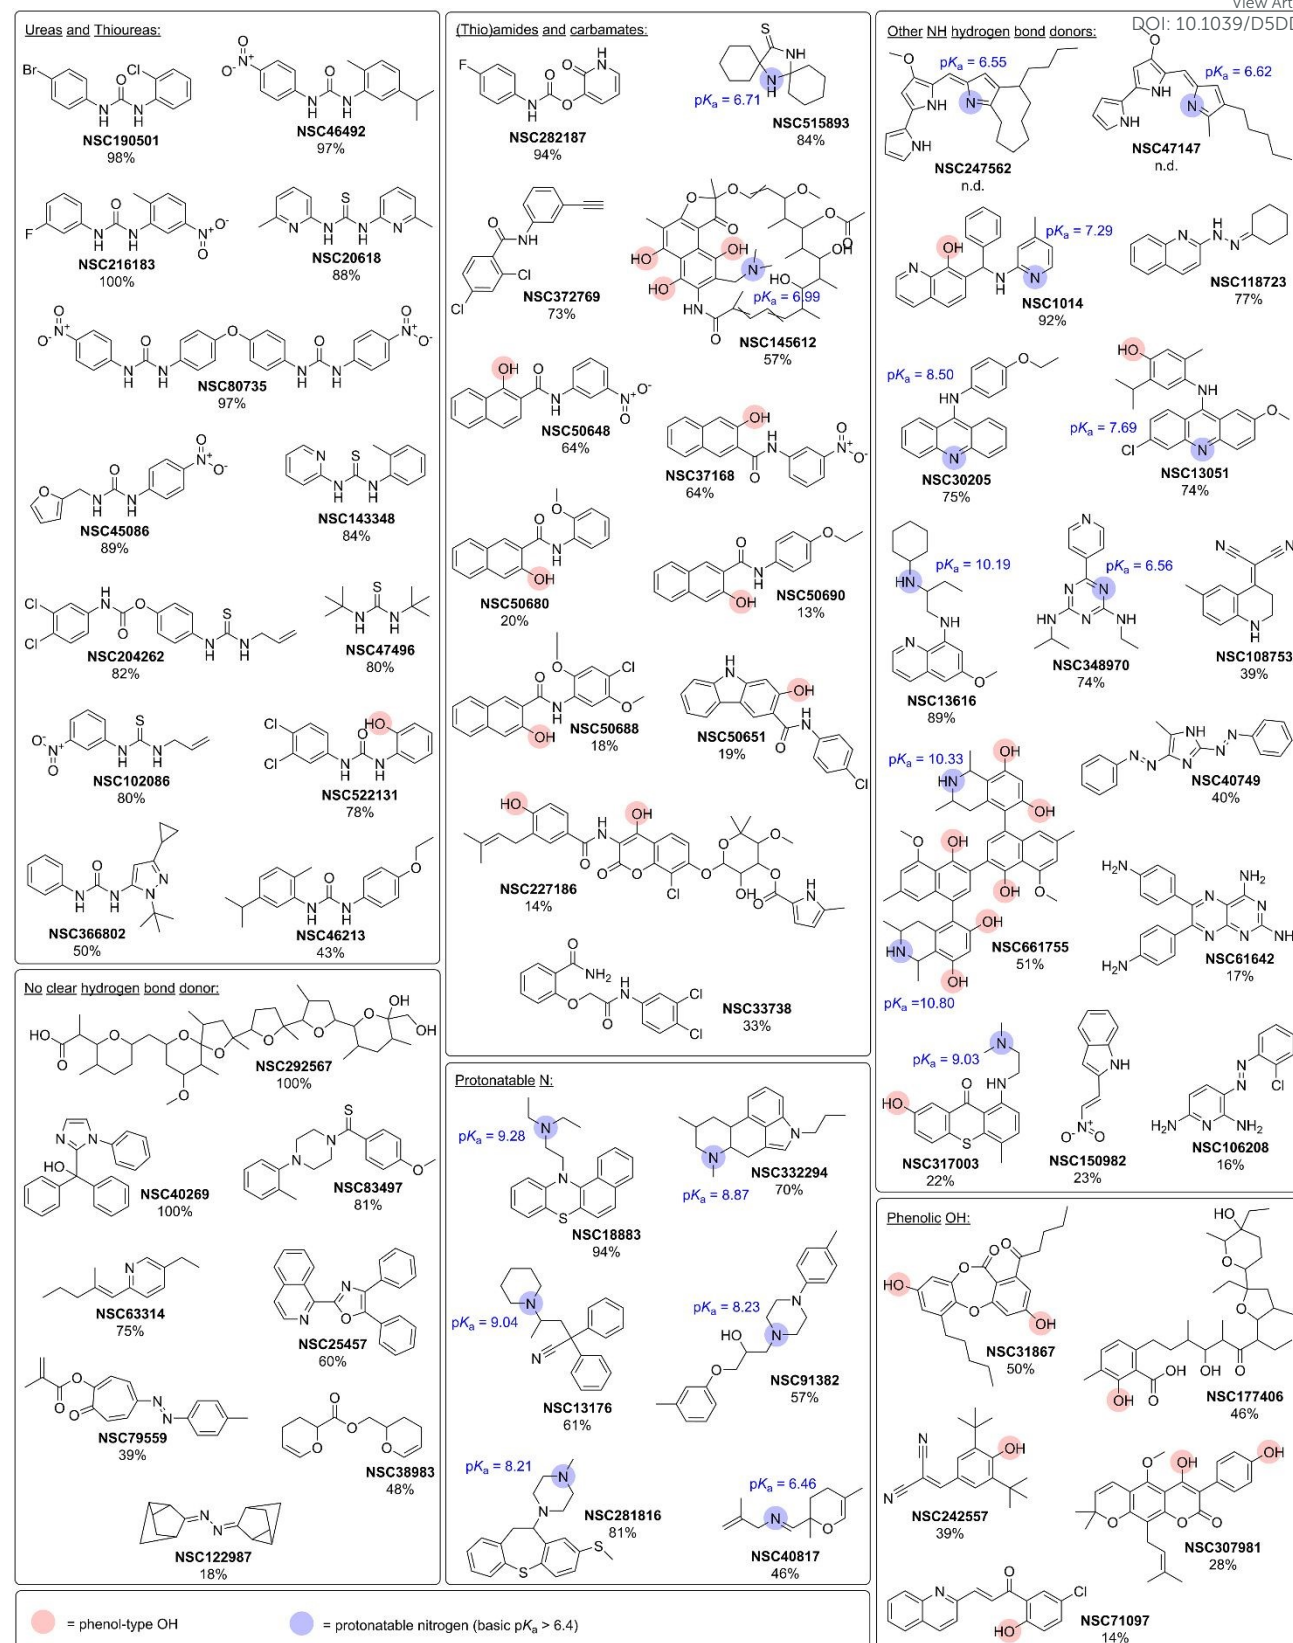 View Art
DOI: 10.1039/D5DD
Ureas and Thioureas:
NSC190501
98%
NSC46492
97%
NSC216183
100%
NSC20618
88%
NSC80735
97%
NSC45086
89%
NSC143348
84%
NSC204262
82%
NSC47496
80%
NSC102086
80%
NSC522131
78%
NSC366802
50%
NSC46213
43%
No clear hydrogen bond donor:
NSC292567
100%
NSC40269
100%
NSC83497
81%
NSC63314
75%
NSC25457
60%
NSC79559
39%
NSC38983
48%
NSC122987
18%
(Thio)amides and carbamates:
NSC282187
94%
pKa = 6.71
NSC515893
84%
NSC372769
73%
pKa = 6.99
NSC145612
57%
NSC50648
64%
NSC37168
64%
NSC50680
20%
NSC50690
13%
NSC50688
18%
NSC50651
19%
NSC227186
14%
NSC33738
33%
Protonatable N:
pKa = 9.28
NSC18883
94%
NSC332294
70%
pKa = 8.87
pKa = 9.04
NSC13176
61%
pKa = 8.23
NSC91382
57%
pKa = 8.21
NSC281816
81%
pKa = 6.46
NSC40817
46%
Other NH hydrogen bond donors:
pKa = 6.55
NSC247562
n.d.
pKa = 6.62
NSC47147
n.d.
pKa = 7.29
NSC1014
92%
NSC118723
77%
pKa = 8.50
NSC30205
75%
pKa = 7.69
NSC13051
74%
pKa = 10.19
NSC13616
89%
pKa = 6.56
NSC348970
74%
NSC108753
39%
pKa = 10.33
NSC40749
40%
NSC661755
51%
pKa =10.80
NSC61642
17%
pKa = 9.03
NSC317003
22%
NSC150982
23%
NSC106208
16%
Phenolic OH:
NSC31867
50%
NSC177406
46%
NSC242557
39%
NSC307981
28%
NSC71097
14%
= phenol-type OH
= protonatable nitrogen (basic pKa > 6.4)